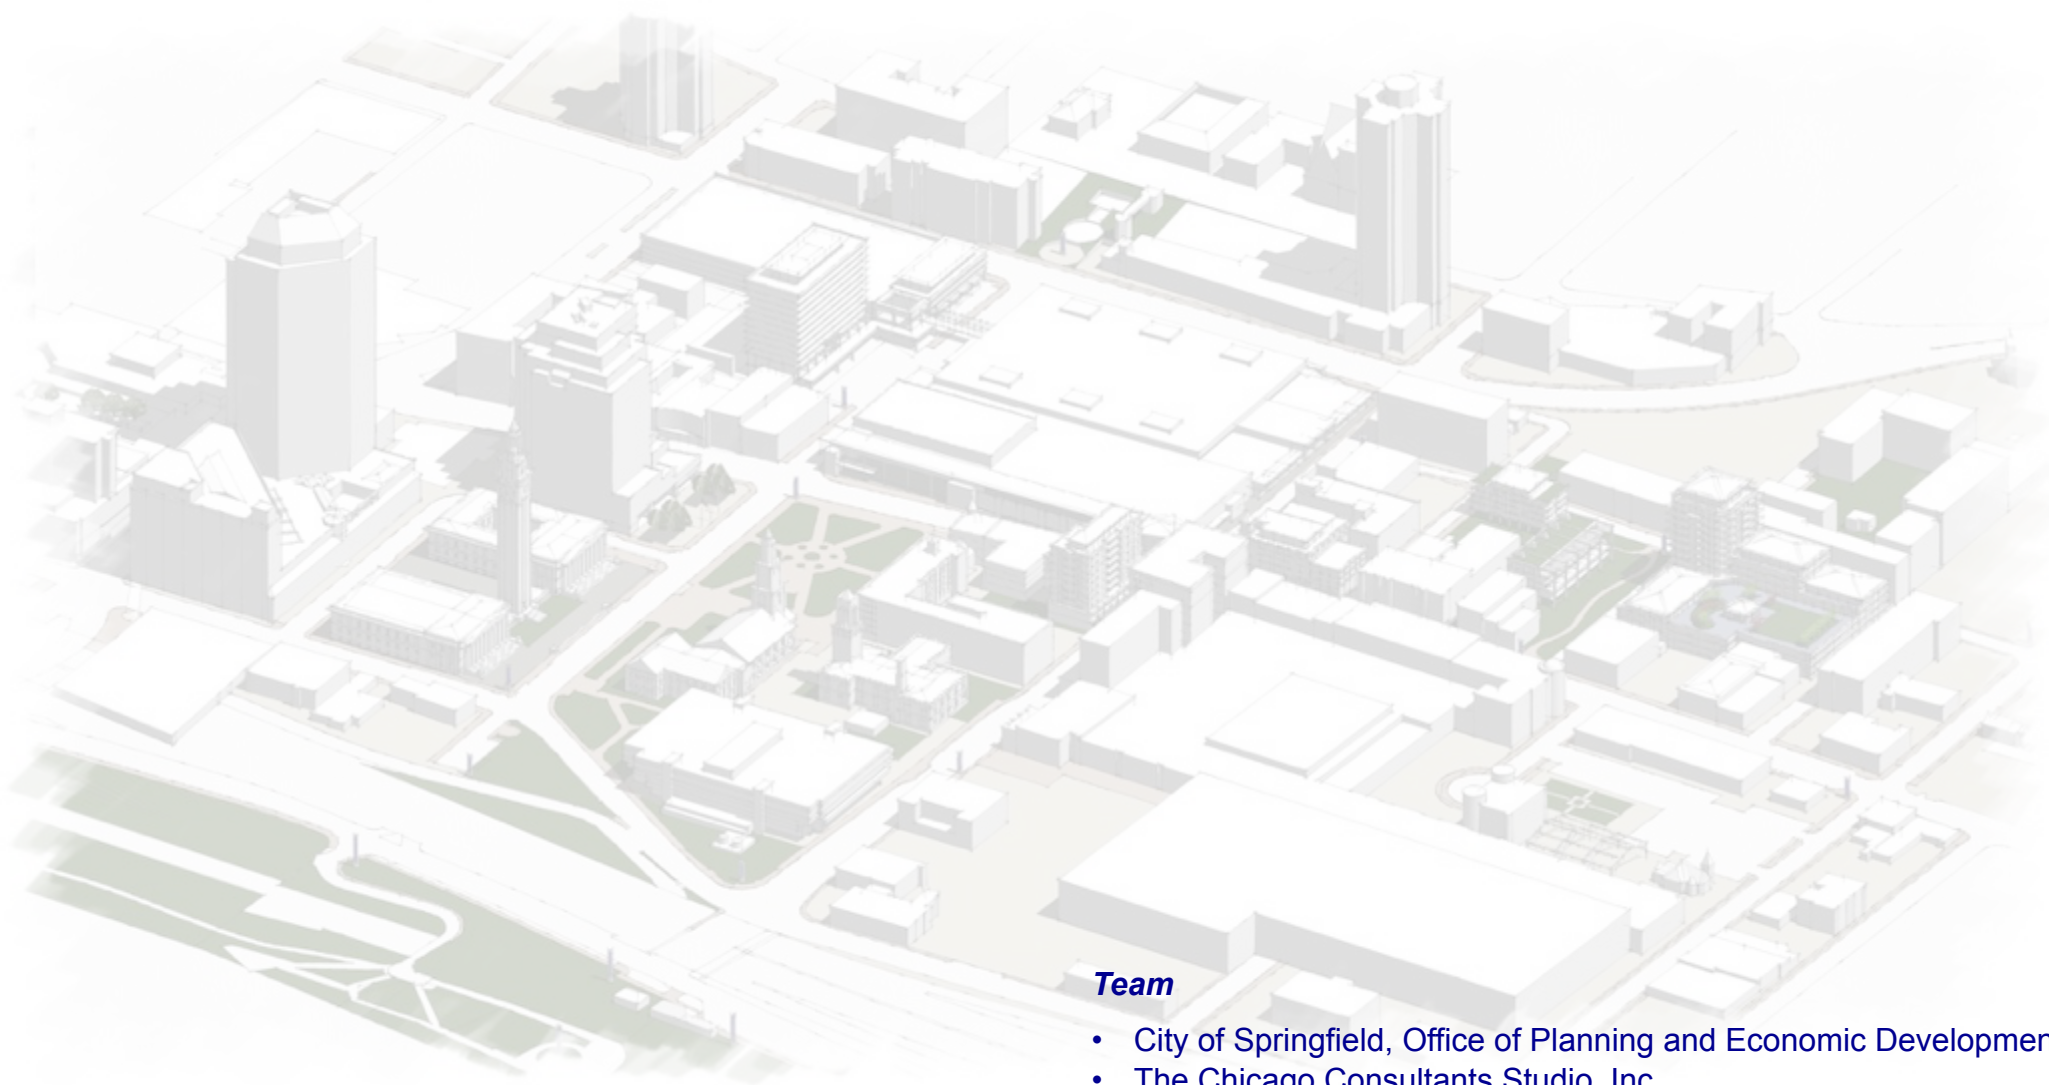 Team
• City of Springfield, Office of Planning and Economic Developmen
• The Chicago Consultants Studio, Inc